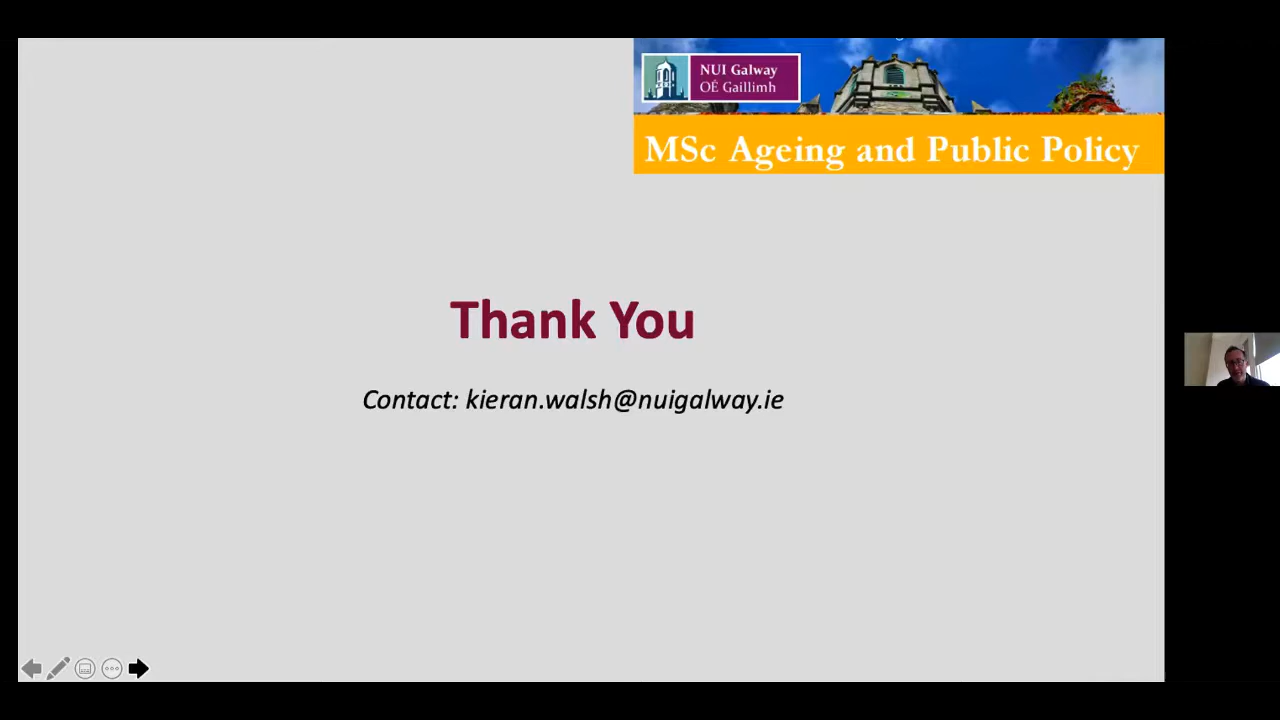 NUI Galway
OÉ Gaillimh
MSc Ageing and Public Policy
Thank You
Contact: kieran.walsh@nuigalway.ie